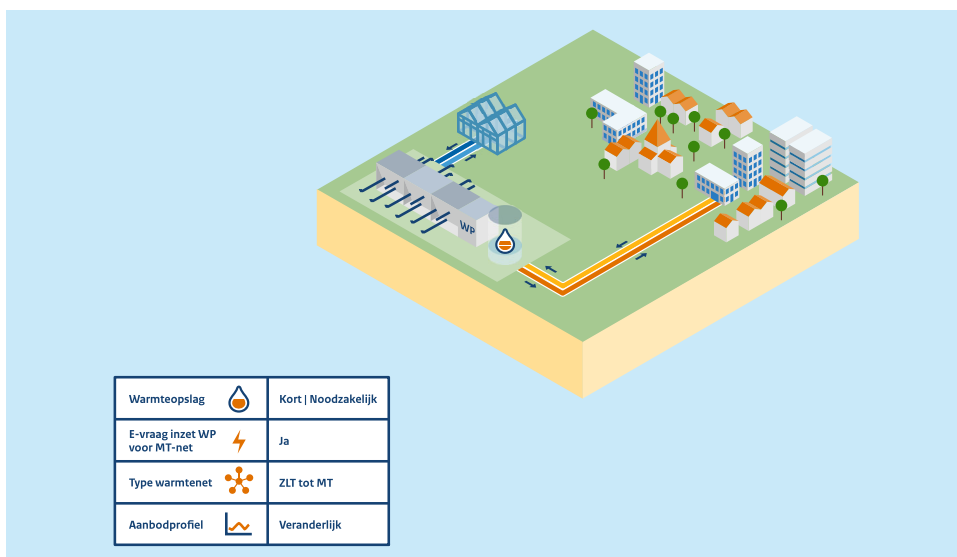 WP
Warmteopslag
Kort | Noodzakelijk
E-vraag inzet WP
voor MT-net
Ja
Type warmtenet
ZLT tot MT
Aanbodprofiel
Veranderlijk